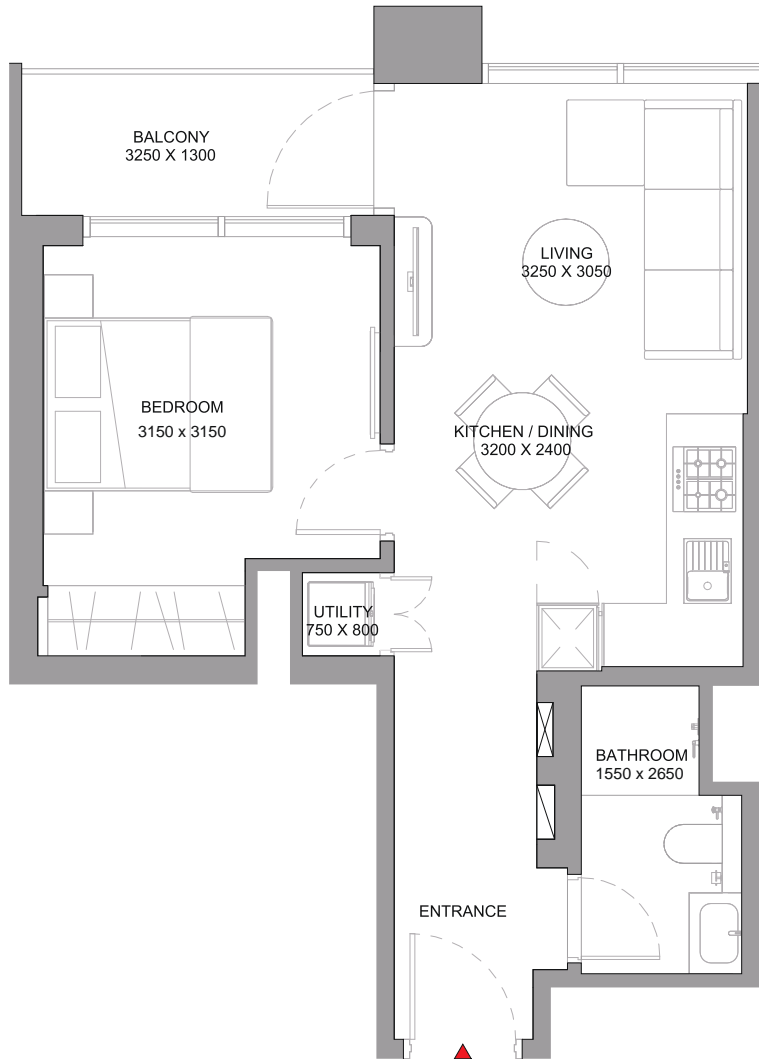 BALCONY
3250 X 1300
LIVING
3250 X 3050
BEDROOM
3150 x 3150
KITCHEN / DINING
3200 X 2400
UTILITY
750 X 800
BATHROOM
1550 x 2650
ENTRANCE